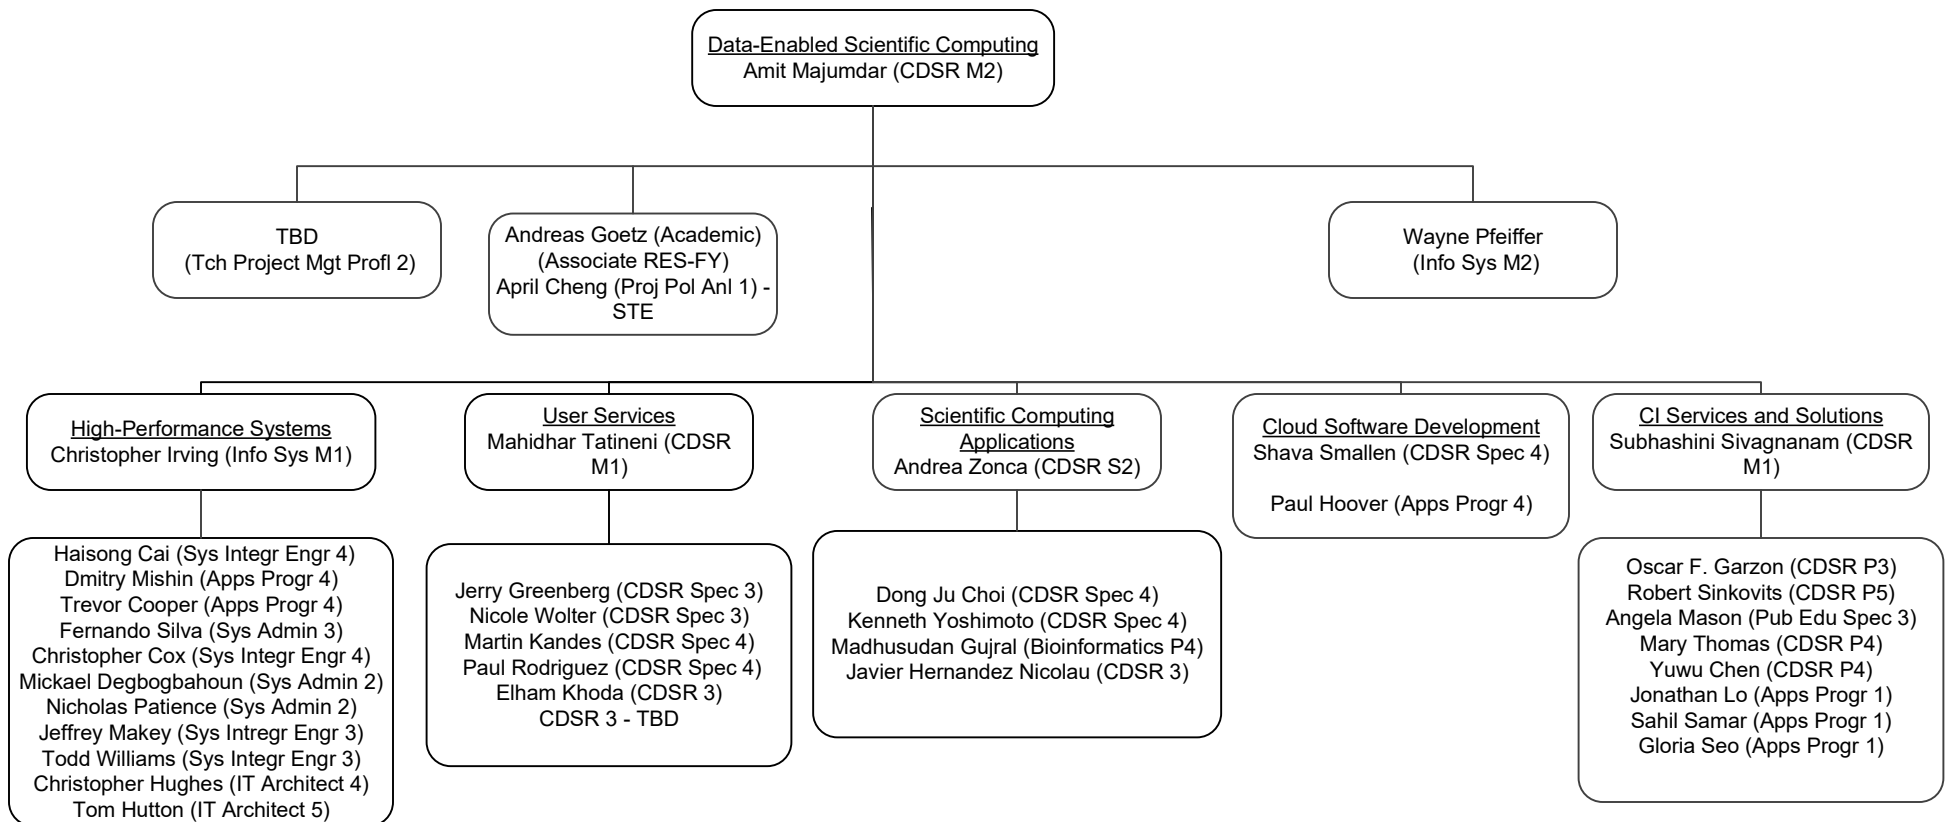 Data-Enabled Scientific Computing
Amit Majumdar (CDSR M2)
TBD
(Tch Project Mgt Profl 2)
Andreas Goetz (Academic)
(Associate RES-FY)
April Cheng (Proj Pol Anl 1) -
STE
Wayne Pfeiffer
(Info Sys M2)
High-Performance Systems
Christopher Irving (Info Sys M1)
User Services
Mahidhar Tatineni (CDSR
M1)
Scientific Computing
Applications
Andrea Zonca (CDSR S2)
Cloud Software Development
Shava Smallen (CDSR Spec 4)
Paul Hoover (Apps Progr 4)
CI Services and Solutions
Subhashini Sivagnanam (CDSR
M1)
Haisong Cai (Sys Integr Engr 4)
Dmitry Mishin (Apps Progr 4)
Trevor Cooper (Apps Progr 4)
Fernando Silva (Sys Admin 3)
Christopher Cox (Sys Integr Engr 4)
Mickael Degbogbahoun (Sys Admin 2)
Nicholas Patience (Sys Admin 2)
Jeffrey Makey (Sys Intregr Engr 3)
Todd Williams (Sys Integr Engr 3)
Christopher Hughes (IT Architect 4)
Tom Hutton (IT Architect 5)
Jerry Greenberg (CDSR Spec 3)
Nicole Wolter (CDSR Spec 3)
Martin Kandes (CDSR Spec 4)
Paul Rodriguez (CDSR Spec 4)
Elham Khoda (CDSR 3)
CDSR 3 - TBD
Dong Ju Choi (CDSR Spec 4)
Kenneth Yoshimoto (CDSR Spec 4)
Madhusudan Gujral (Bioinformatics P4)
Javier Hernandez Nicolau (CDSR 3)
Oscar F. Garzon (CDSR P3)
Robert Sinkovits (CDSR P5)
Angela Mason (Pub Edu Spec 3)
Mary Thomas (CDSR P4)
Yuwu Chen (CDSR P4)
Jonathan Lo (Apps Progr 1)
Sahil Samar (Apps Progr 1)
Gloria Seo (Apps Progr 1)